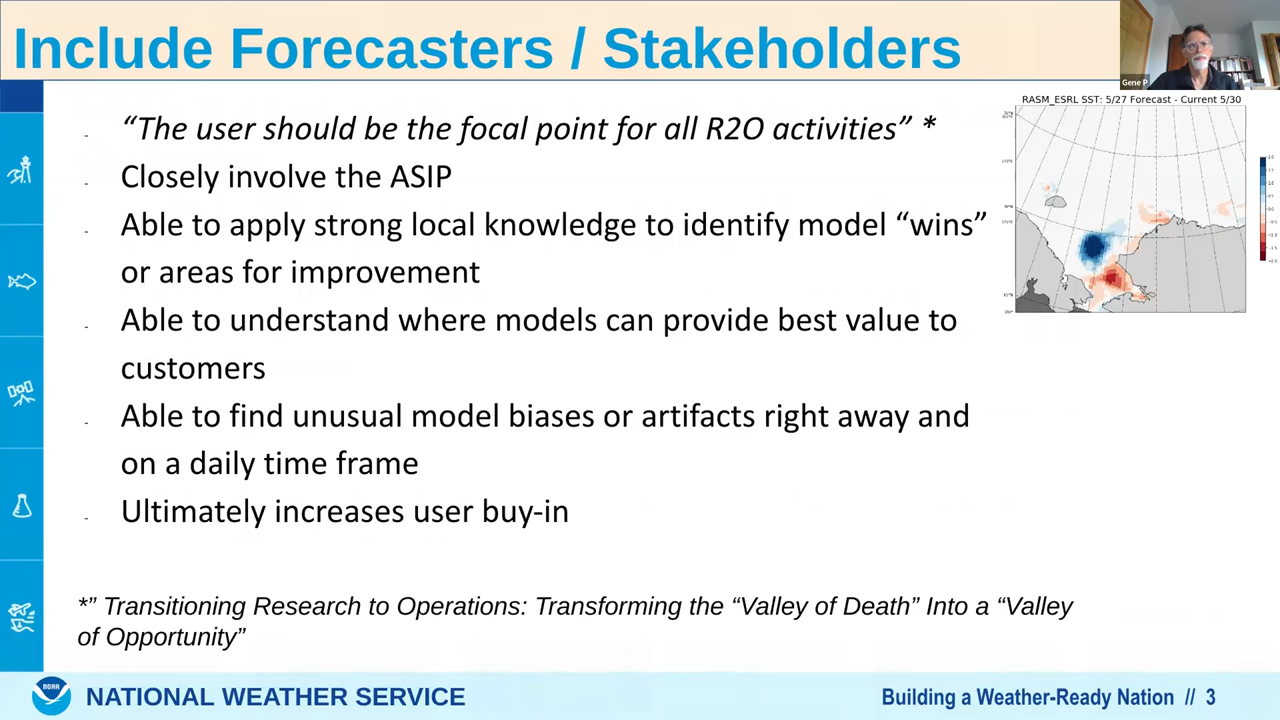 Include Forecasters / Stakeholders
Gene P
RASM_ESRL SST: 5/27 Forecast - Current 5/30
- “The user should be the focal point for all R2O activities” *
- Closely involve the ASIP
- Able to apply strong local knowledge to identify model “wins”
or areas for improvement
- Able to understand where models can provide best value to
customers
- Able to find unusual model biases or artifacts right away and
on a daily time frame
- Ultimately increases user buy-in
*” Transitioning Research to Operations: Transforming the “Valley of Death” Into a “Valley
of Opportunity”
NOAA
NATIONAL WEATHER SERVICE
Building a Weather-Ready Nation // 3